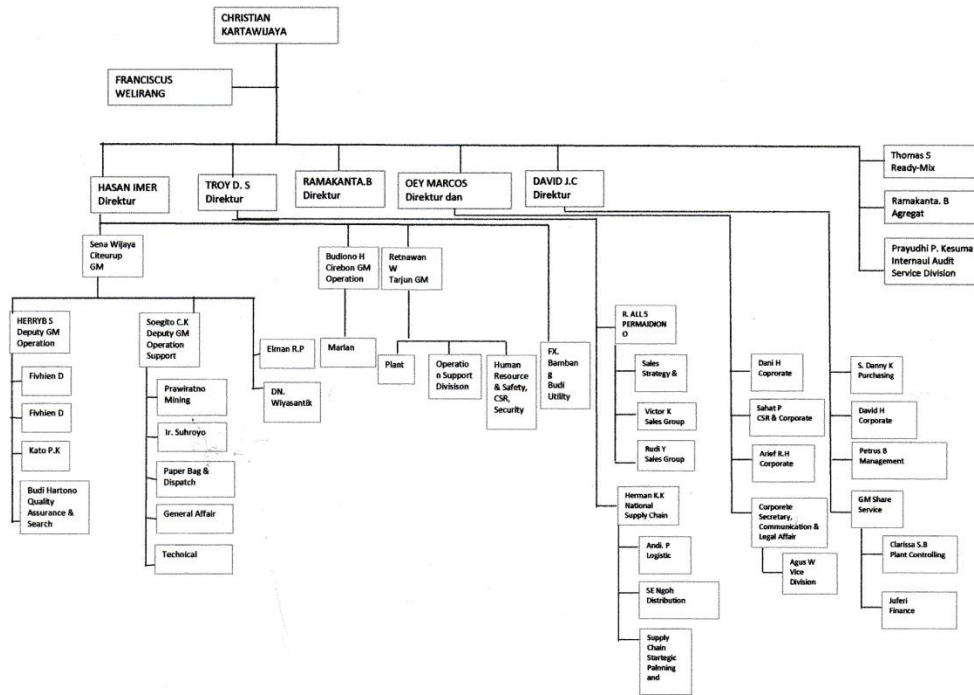 CHRISTIAN
KARTAWIJAYA
FRANCISCUS
WELIRANG
HASAN IMER
Direktur
TROY D. S
Direktur
RAMAKANTA.B
Direktur
OEY MARCOS
Direktur dan
DAVID J.C
Direktur
Thomas S
Ready-Mix
Ramakanta. B
Agregat
Prayudhi P. Kesuma
Internaul Audit
Service Division
Sena Wijaya
Citeurup
GM
Budiono H
Cirebon GM
Operation
Retnawan
W
Tarjun GM
HERRYB S
Deputy GM
Operation
Fivhien D
Fivhien D
Kato P.K
Budi Hartono
Quality
Assurance &
Search
Soegito C.K
Deputy GM
Operation
Support
Prawiratno
Mining
Ir. Suhroyo
Paper Bag &
Dispatch
General Affair
Technical
Elman R.P
DN.
Wiyasantik
Marlan
Plant
Operatio
n Support
Divisison
Human
Resource
& Safety,
CSR,
Security
FX.
Bamban
g
Budi
Utility
R. ALL S
PERMAIDION
O
Sales
Strategy &
Victor K
Sales Group
Rudi Y
Sales Group
Herman K.K
National
Supply Chain
Andi. P
Logistic
SE Ngoh
Distribution
Supply
Chain
Startegic
Palnning
and
Dani H
Coprorate
Sahat P
CSR & Corporate
Arief R.H
Corporate
Corporete
Secretary,
Communication &
Legal Affair
Agus W
Vice
Division
S. Danny K
Purchasing
David H
Corporate
Petrus B
Management
GM Share
Service
Clarissa S.B
Plant Controlling
Juferi
Finance